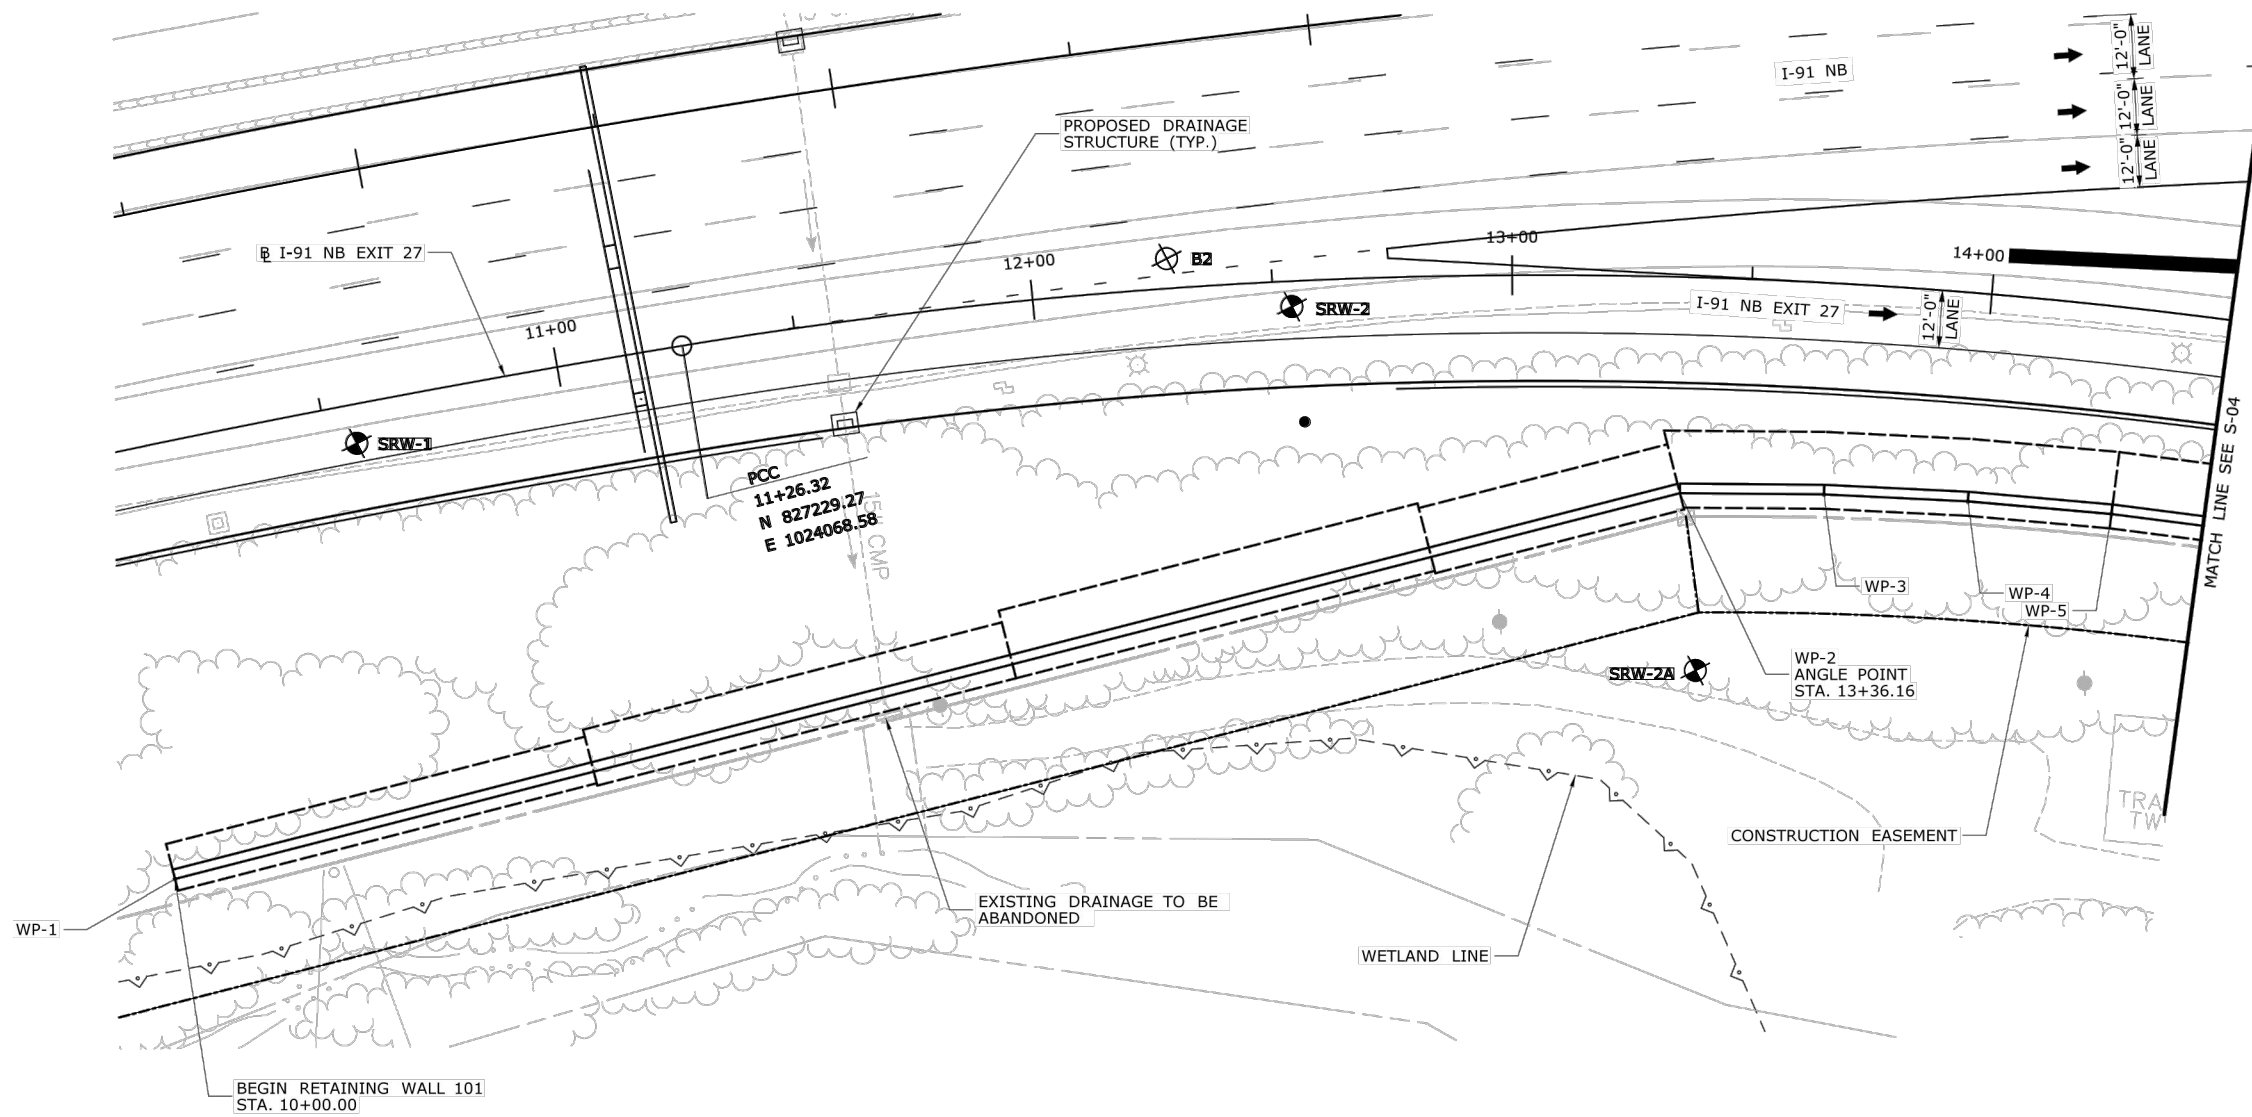 12'-0"
LANE
I-91 NB
12'-0"
LANE
PROPOSED DRAINAGE
STRUCTURE (TYP.)
12'-0"
LANE
BL I-91 NB EXIT 27
13+00
14+00
12+00
B2
SRW-2
I-91 NB EXIT 27
12'-0"
LANE
11+00
SRW-1
PCC
11+26.32
N 827229.27
E 1024068.58
15" CMP
MATCH LINE SEE S-04
WP-3
WP-4
WP-5
WP-2
ANGLE POINT
STA. 13+36.16
SRW-2A
TRA
TW
CONSTRUCTION EASEMENT
EXISTING DRAINAGE TO BE
ABANDONED
WP-1
WETLAND LINE
BEGIN RETAINING WALL 101
STA. 10+00.00